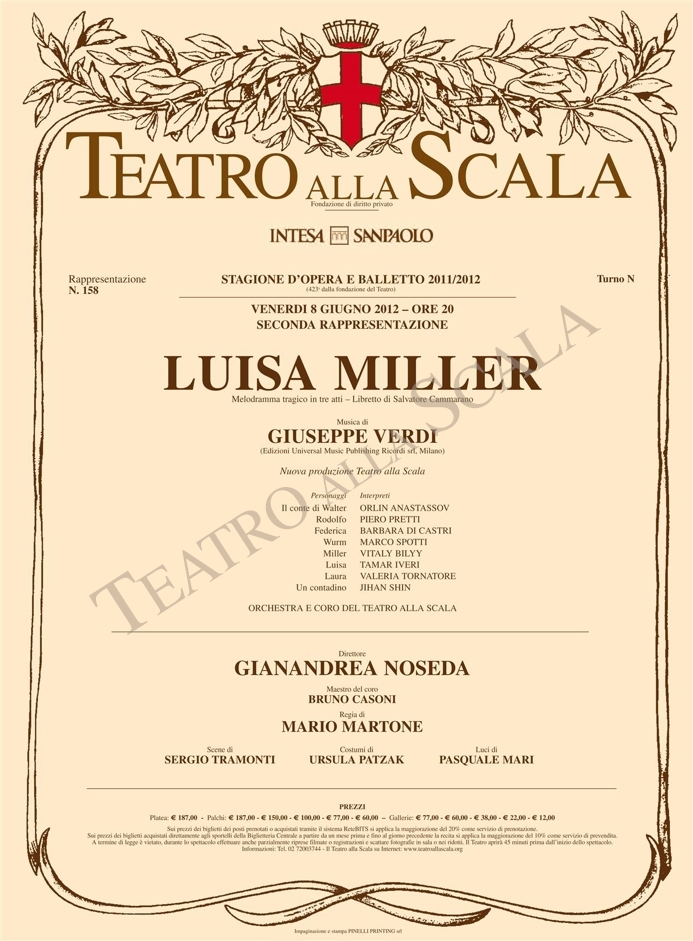 TEATRO ALLA SCALA
Fondazione di diritto privato
INTESA SANPAOLO
Rappresentazione
N. 158
STAGIONE D'OPERA E BALLETTO 2011/2012
(423ª dalla fondazione del Teatro)
Turno N
VENERDI 8 GIUGNO 2012 – ORE 20
SECONDA RAPPRESENTAZIONE
LUISA MILLER
Melodramma tragico in tre atti – Libretto di Salvatore Cammarano
Musica di
GIUSEPPE VERDI
(Edizioni Universal Music Publishing Ricordi srl, Milano)
Nuova produzione Teatro alla Scala
Personaggi Interpreti
Il conte di Walter ORLIN ANASTASSOV
Rodolfo PIERO PRETTI
Federica BARBARA DI CASTRI
Wurm MARCO SPOTTI
Miller VITALY BILYY
Luisa TAMAR IVERI
Laura VALERIA TORNATORE
Un contadino JIHAN SHIN
ORCHESTRA E CORO DEL TEATRO ALLA SCALA
TEATRO ALLA SCALA
Direttore
GIANANDREA NOSEDA
Maestro del coro
BRUNO CASONI
Regia di
MARIO MARTONE
Scene di
SERGIO TRAMONTI
Costumi di
URSULA PATZAK
Luci di
PASQUALE MARI
PREZZI
Platea: € 187,00 - Palchi: € 187,00 - € 150,00 - € 100,00 - € 77,00 - € 60,00 – Gallerie: € 77,00 - € 60,00 - € 38,00 - € 22,00 - € 12,00
Sui prezzi dei biglietti dei posti prenotati o acquistati tramite il sistema ReteBITS si applica la maggiorazione del 20% come servizio di prenotazione.
Sui prezzi dei biglietti acquistati direttamente agli sportelli della Biglietteria Centrale a partire da un mese prima e fino al giorno precedente la recita si applica la maggiorazione del 10% come servizio di prevendita.
A termine di legge è vietato, durante lo spettacolo effettuare anche parzialmente riprese filmate o registrazioni e scattare fotografie in sala o nei ridotti. Il Teatro aprirà 45 minuti prima dall'inizio dello spettacolo.
Informazioni: Tel. 02 72003744 - Il Teatro alla Scala su Internet: www.teatroallascala.org
Impaginazione e stampa PINELLI PRINTING srl